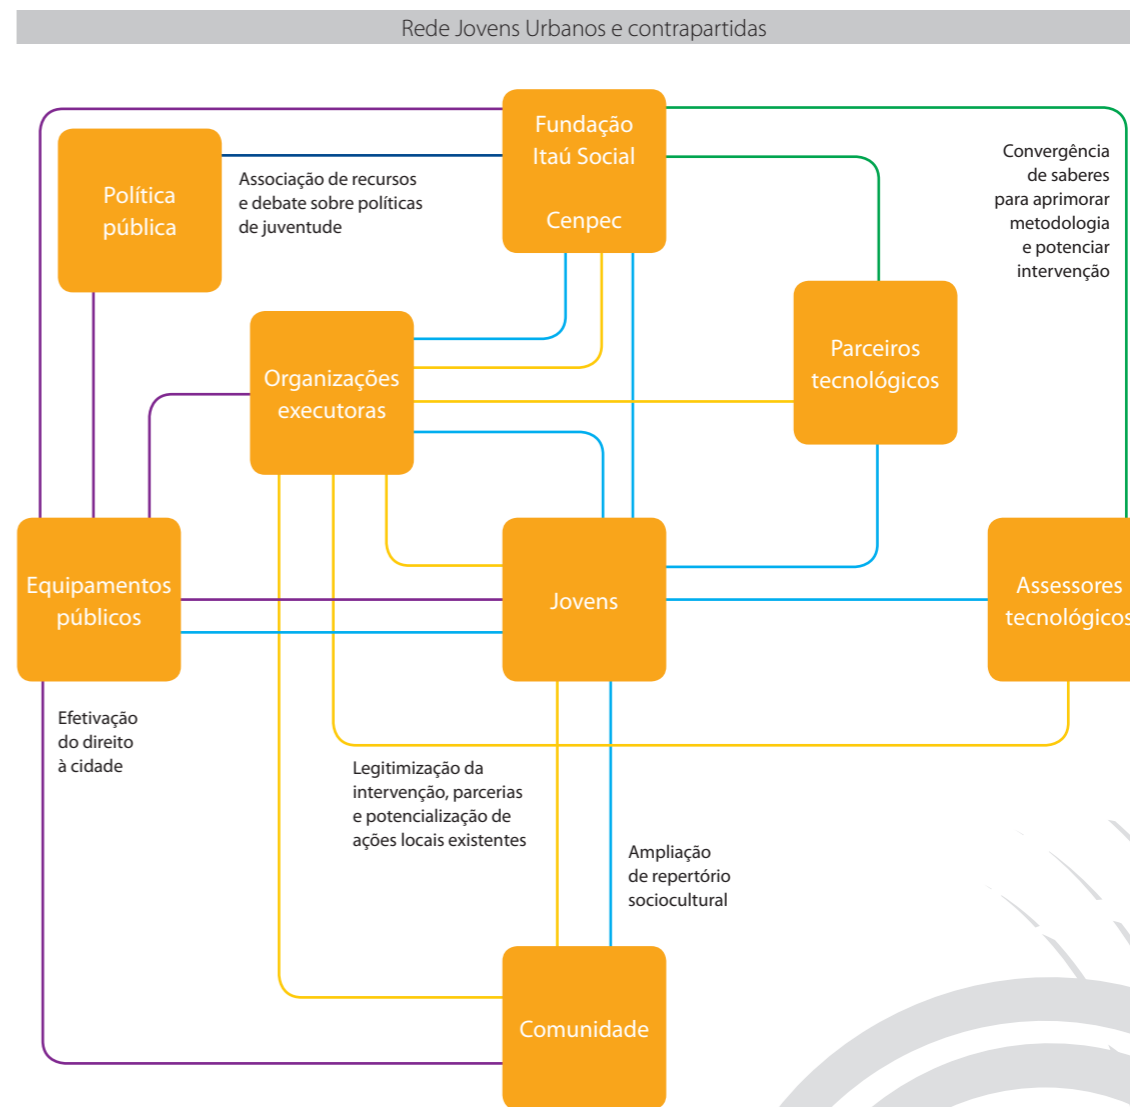 Rede Jovens Urbanos e contrapartidas
Fundação
Itaú Social
Cenpec
Política
pública
Associação de recursos
e debate sobre políticas
de juventude
Convergência
de saberes
para aprimorar
metodologia
e potenciar
intervenção
Organizações
executoras
Parceiros
tecnológicos
Equipamentos
públicos
Jovens
Assessores
tecnológicos
Efetivação
do direito
à cidade
Legitimização da
intervenção, parcerias
e potencialização de
ações locais existentes
Ampliação
de repertório
sociocultural
Comunidade